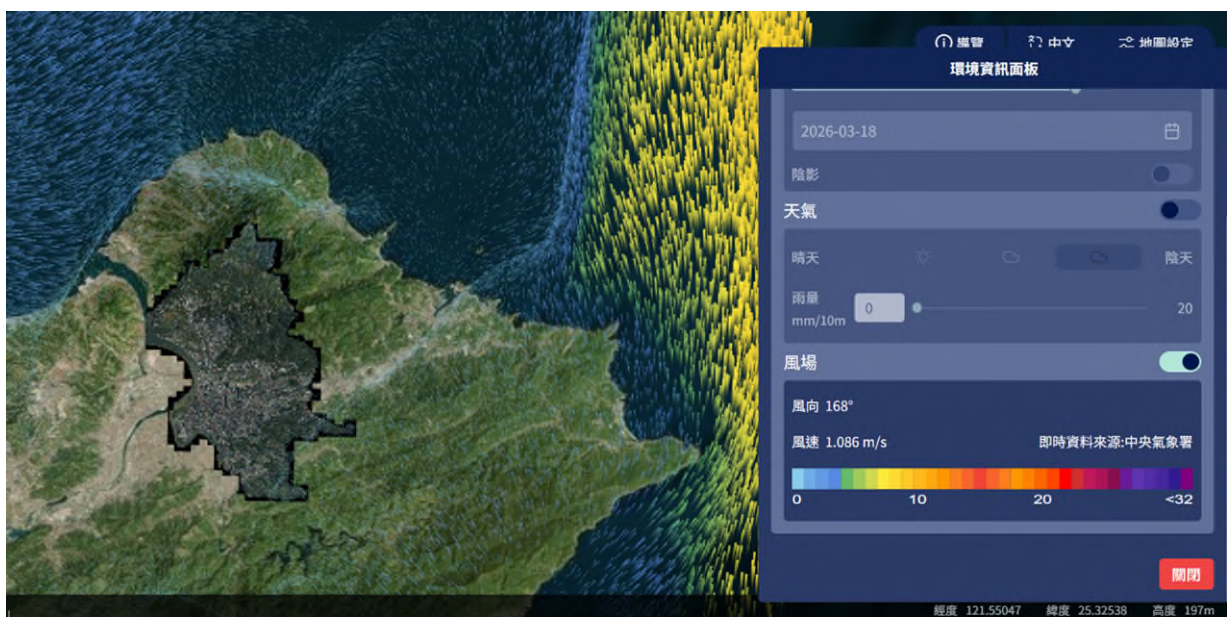 導覽 中文 地圖設定
環境資訊面板
2026-03-18
陰影
天氣
晴天 陰天
雨量
mm/10m 0 20
風場
風向 168°
風速 1.086 m/s 即時資料來源:中央氣象署
0 10 20 <32
關閉
經度 121.55047 緯度 25.32538 高度 197m